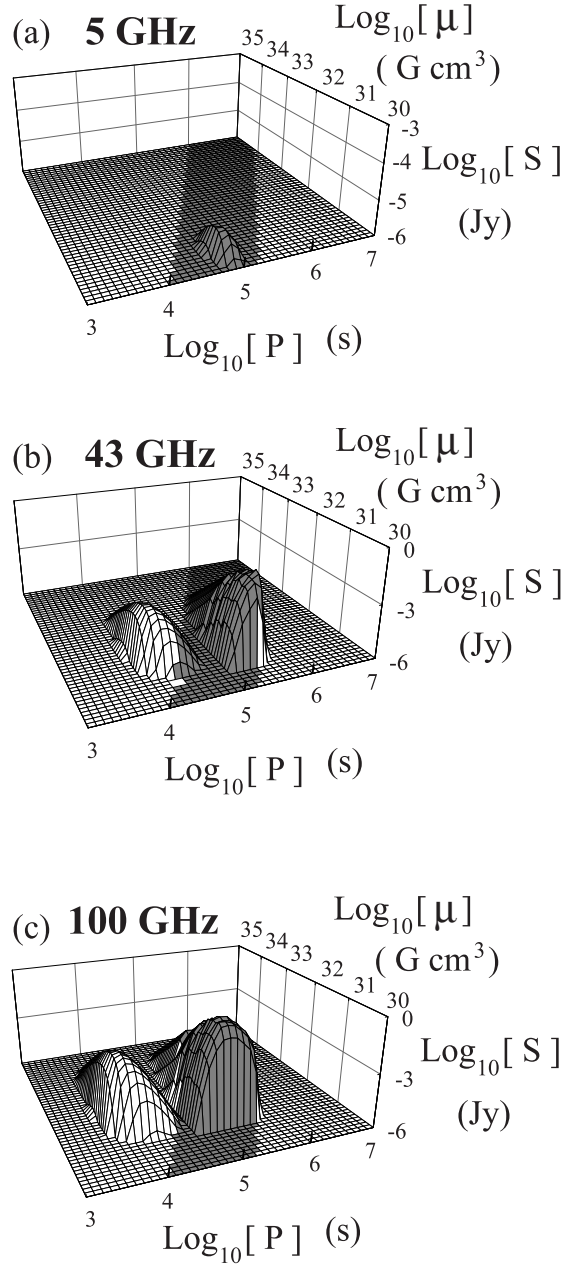 (a) 5 GHz
Log10[ μ ]
( G cm³ )
35 34 33 32 31 30
-3
-4
-5
-6
Log10[ S ]
(Jy)
3 4 5 6 7
Log10[ P ] (s)
(b) 43 GHz
Log10[ μ ]
( G cm³ )
35 34 33 32 31 30
0
-3
-6
Log10[ S ]
(Jy)
3 4 5 6 7
Log10[ P ] (s)
(c) 100 GHz
Log10[ μ ]
( G cm³ )
35 34 33 32 31 30
0
-3
-6
Log10[ S ]
(Jy)
3 4 5 6 7
Log10[ P ] (s)